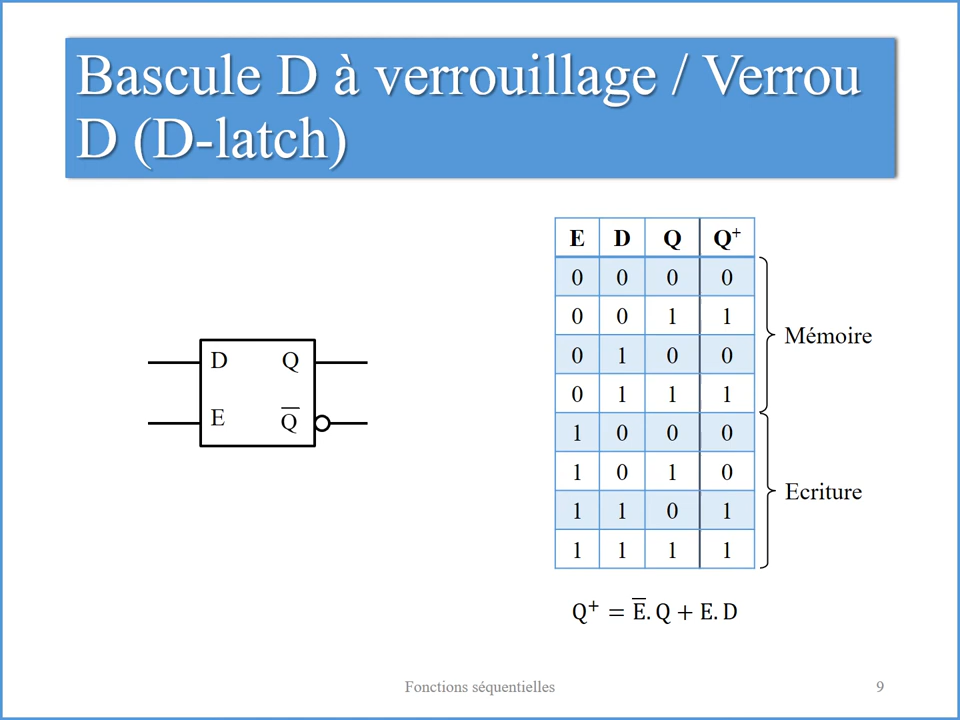 Bascule D à verrouillage / Verrou
D (D-latch)
D Q
E Q̅
E D Q Q⁺
0 0 0 0
0 0 1 1
0 1 0 0
0 1 1 1
1 0 0 0
1 0 1 0
1 1 0 1
1 1 1 1
Mémoire
Ecriture
Q⁺ = E̅. Q + E. D
Fonctions séquentielles
9